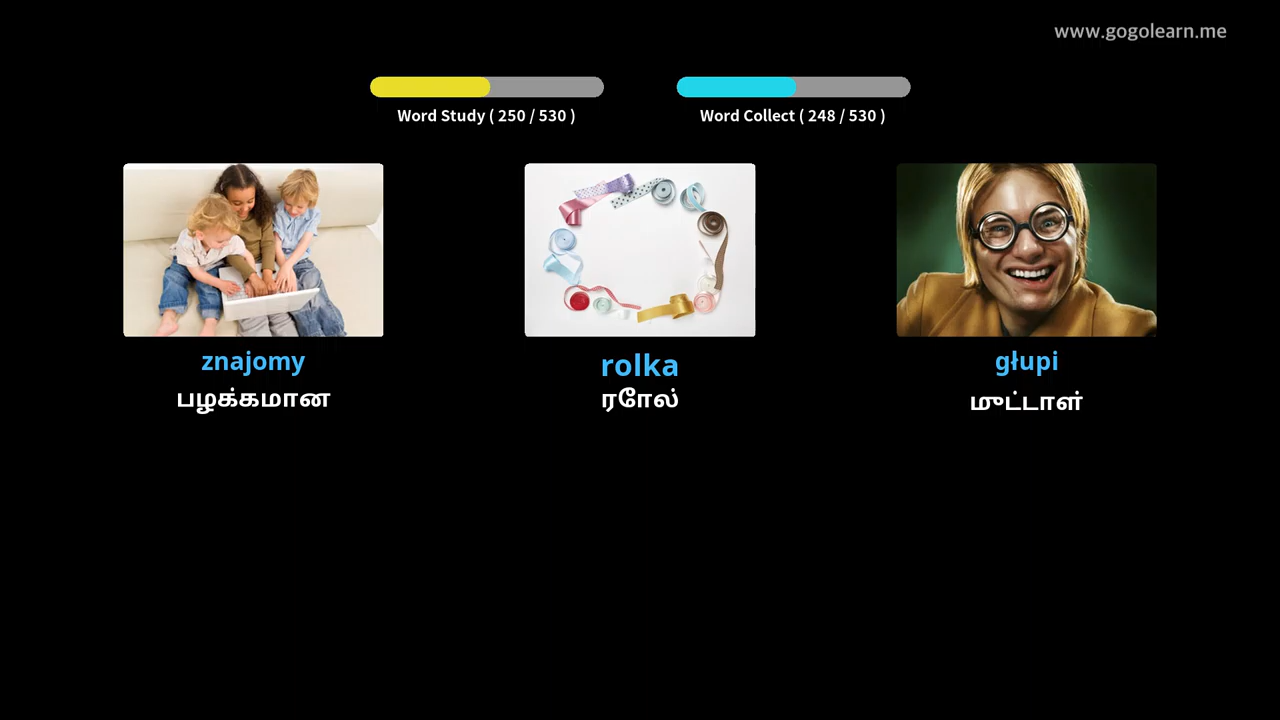 www.gogolearn.me
Word Study ( 250 / 530 )
Word Collect ( 248 / 530 )
znajomy
பழக்கமான
rolka
ரோல்
głupi
முட்டாள்